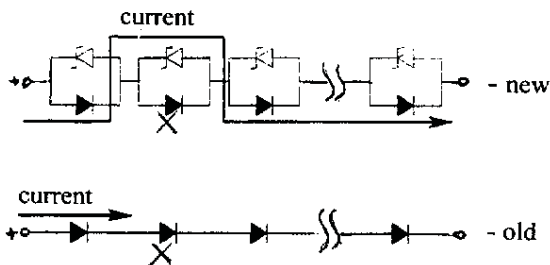 current
+ - new
current
+ - old